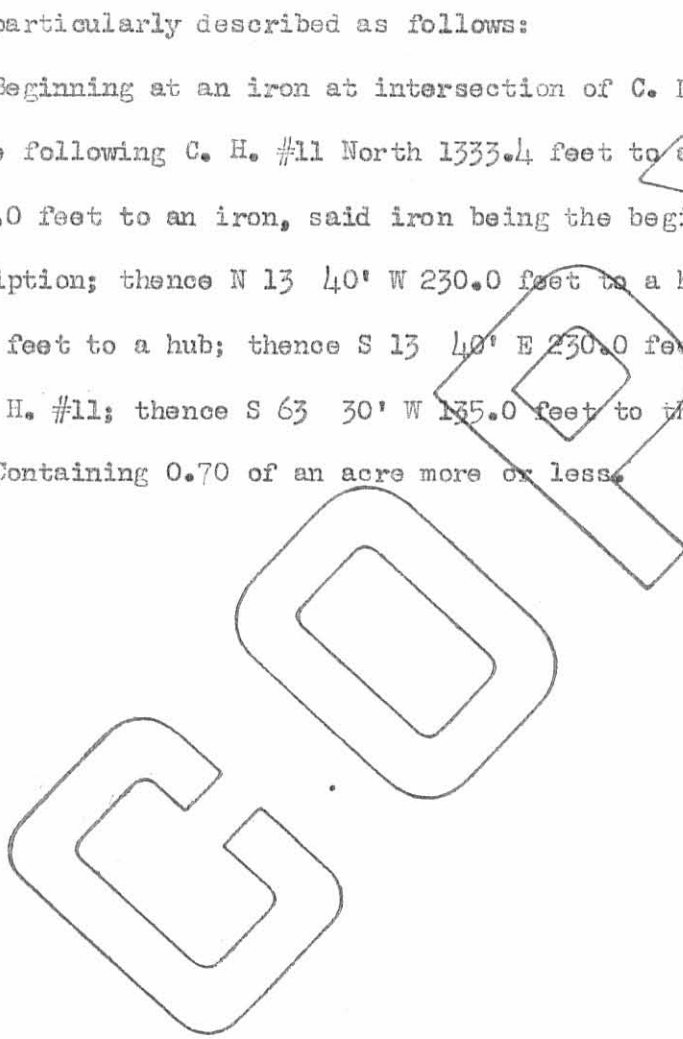 particularly described as follows:
Beginning at an iron at intersection of C.
following C. H. #11 North 1333.4 feet to
.0 feet to an iron, said iron being the
thence N 13 40' W 230.0 feet to a
feet to a hub; thence S 13 40' E 230.0
H. #11; thence S 63 30' W 135.0 feet to
Containing 0.70 of an acre more or less.
COP